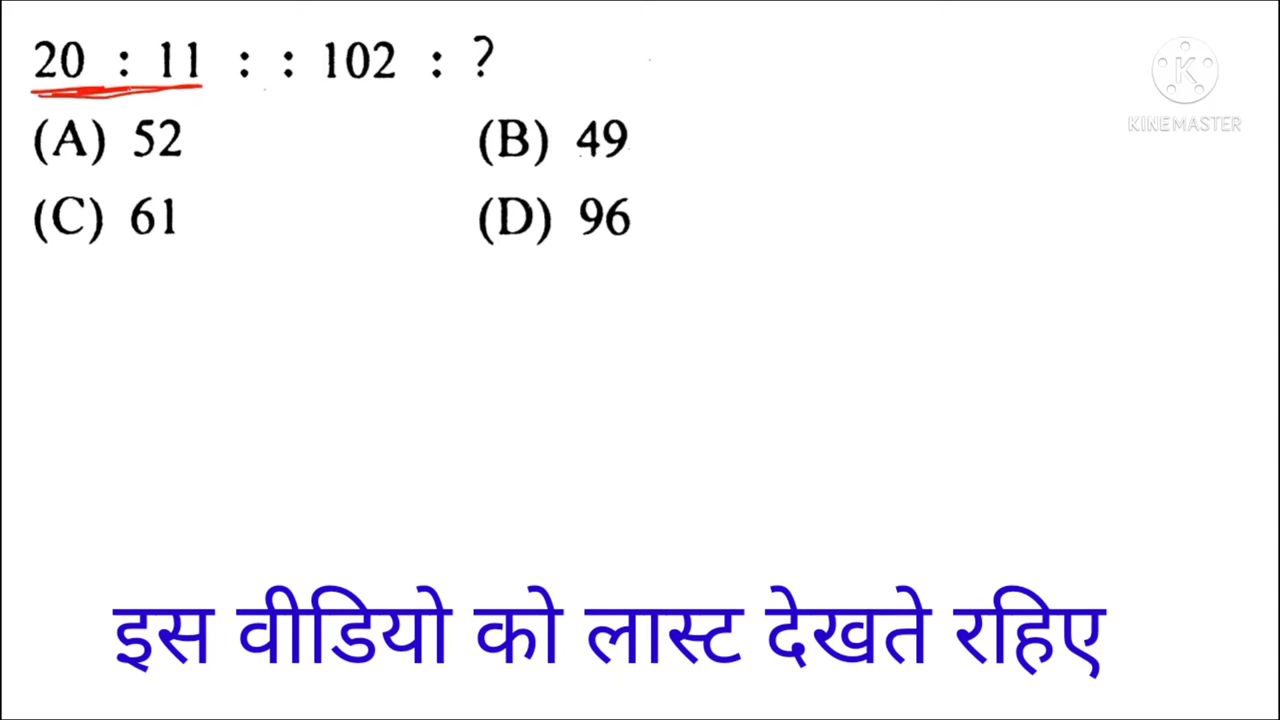 20 : 11 : : 102 : ?
(A) 52 (B) 49
(C) 61 (D) 96
K
KINEMASTER
इस वीडियो को लास्ट देखते रहिए